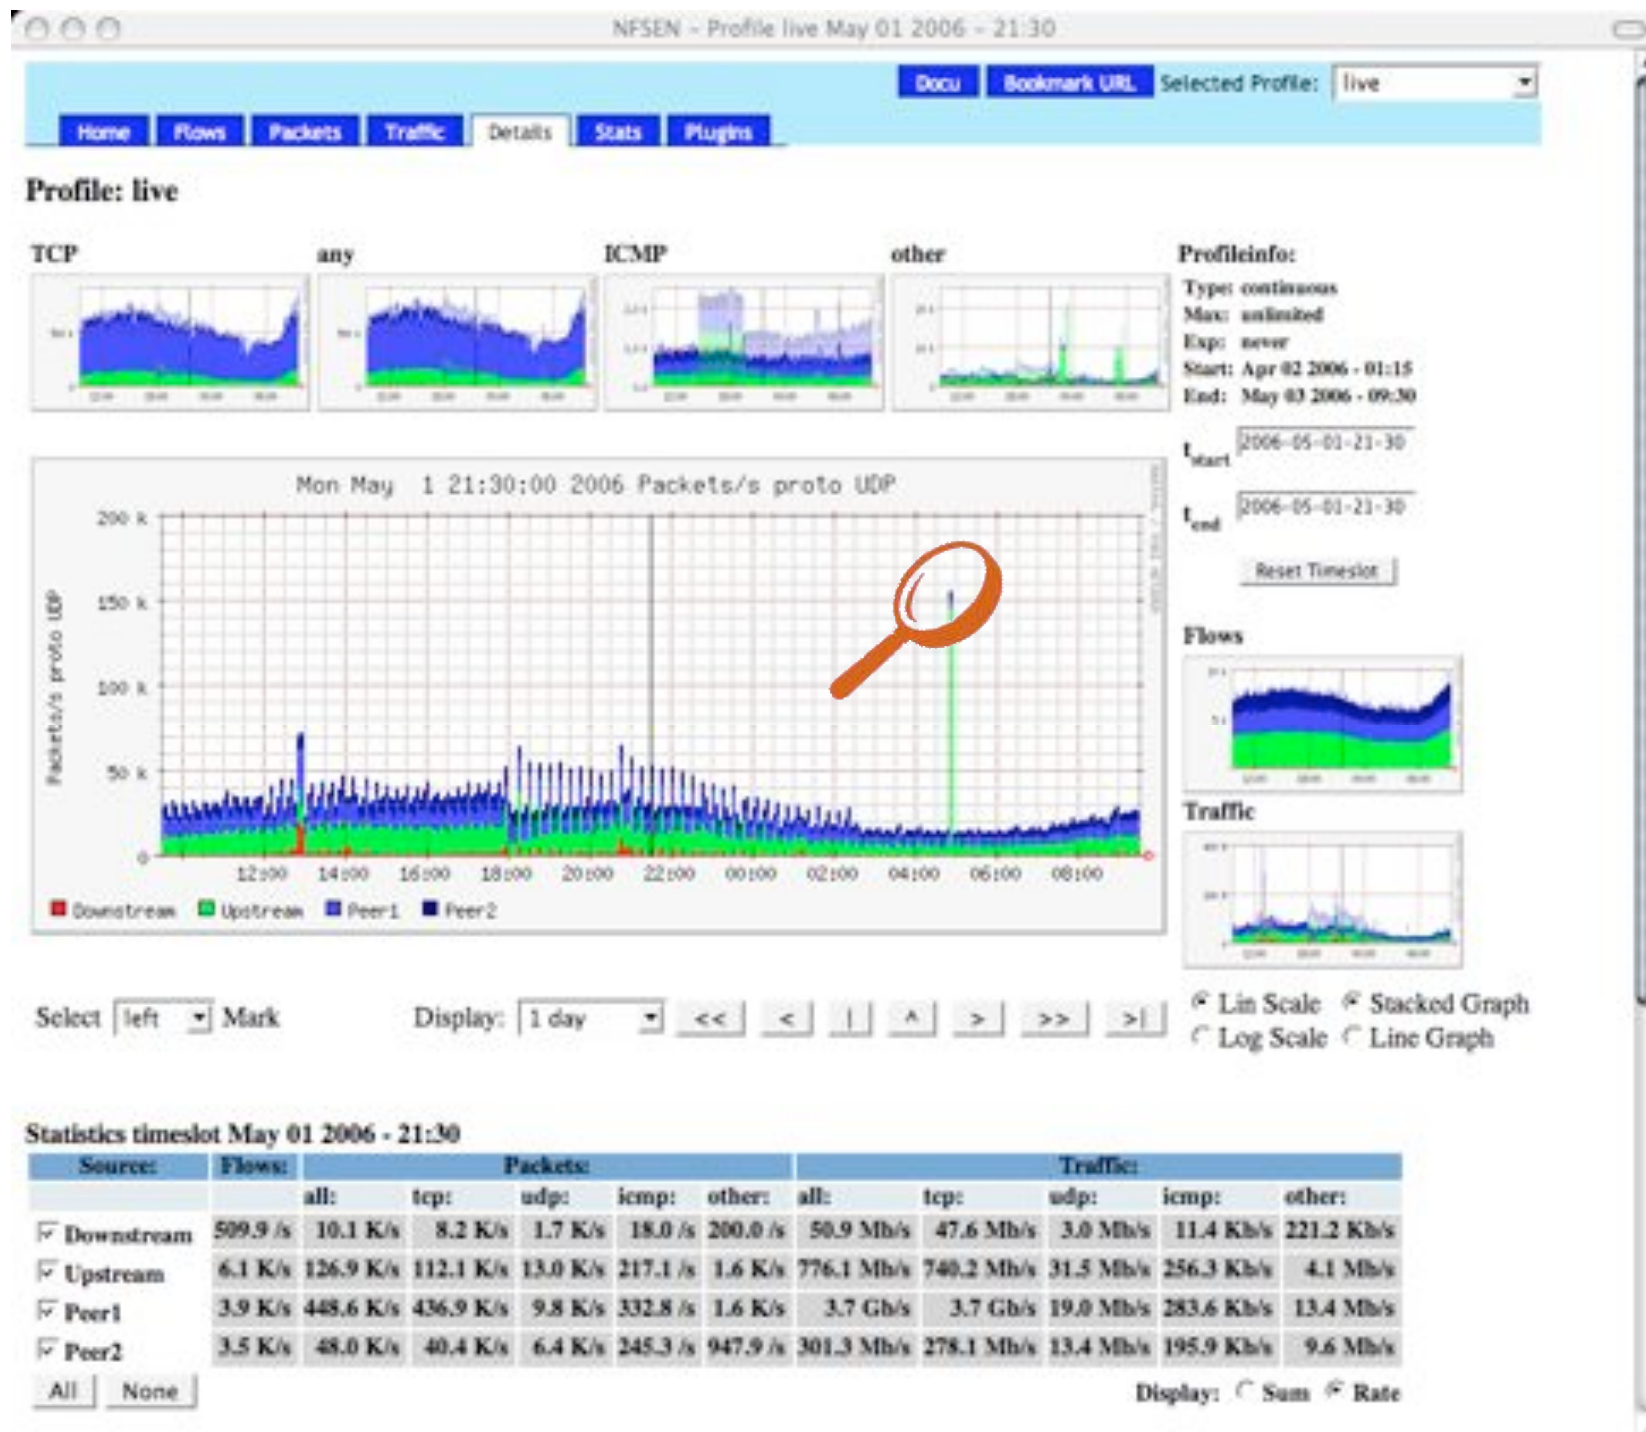 NFSEN - Profile live May 01 2006 - 21:30
Docu Bookmark URL Selected Profile: live
Home Flows Packets Traffic Details Stats Plugins
Profile: live
TCP any ICMP other Profileinfo:
Type: continuous
Max: unlimited
Exp: never
Start: Apr 02 2006 - 01:15
End: May 03 2006 - 09:30
tstart 2006-05-01-21-30
tend 2006-05-01-21-30
Reset Timeslot
Mon May 1 21:30:00 2006 Packets/s proto UDP
Packets/s proto UDP
200 k
150 k
100 k
50 k
0
12:00 14:00 16:00 18:00 20:00 22:00 00:00 02:00 04:00 06:00 08:00
Downstream Upstream Peer1 Peer2
Flows
Traffic
Select left Mark Display: 1 day << < | ^ > >> >|
Lin Scale Stacked Graph
Log Scale Line Graph
Statistics timeslot May 01 2006 - 21:30
Source: Flows: Packets: Traffic:
all: tcp: udp: icmp: other: all: tcp: udp: icmp: other:
Downstream 509.9 /s 10.1 K/s 8.2 K/s 1.7 K/s 18.0 /s 200.0 /s 50.9 Mb/s 47.6 Mb/s 3.0 Mb/s 11.4 Kb/s 221.2 Kb/s
Upstream 6.1 K/s 126.9 K/s 112.1 K/s 13.0 K/s 217.1 /s 1.6 K/s 776.1 Mb/s 740.2 Mb/s 31.5 Mb/s 256.3 Kb/s 4.1 Mb/s
Peer1 3.9 K/s 448.6 K/s 436.9 K/s 9.8 K/s 332.8 /s 1.6 K/s 3.7 Gb/s 3.7 Gb/s 19.0 Mb/s 283.6 Kb/s 13.4 Mb/s
Peer2 3.5 K/s 48.0 K/s 40.4 K/s 6.4 K/s 245.3 /s 947.9 /s 301.3 Mb/s 278.1 Mb/s 13.4 Mb/s 195.9 Kb/s 9.6 Mb/s
All None Display: Sum Rate